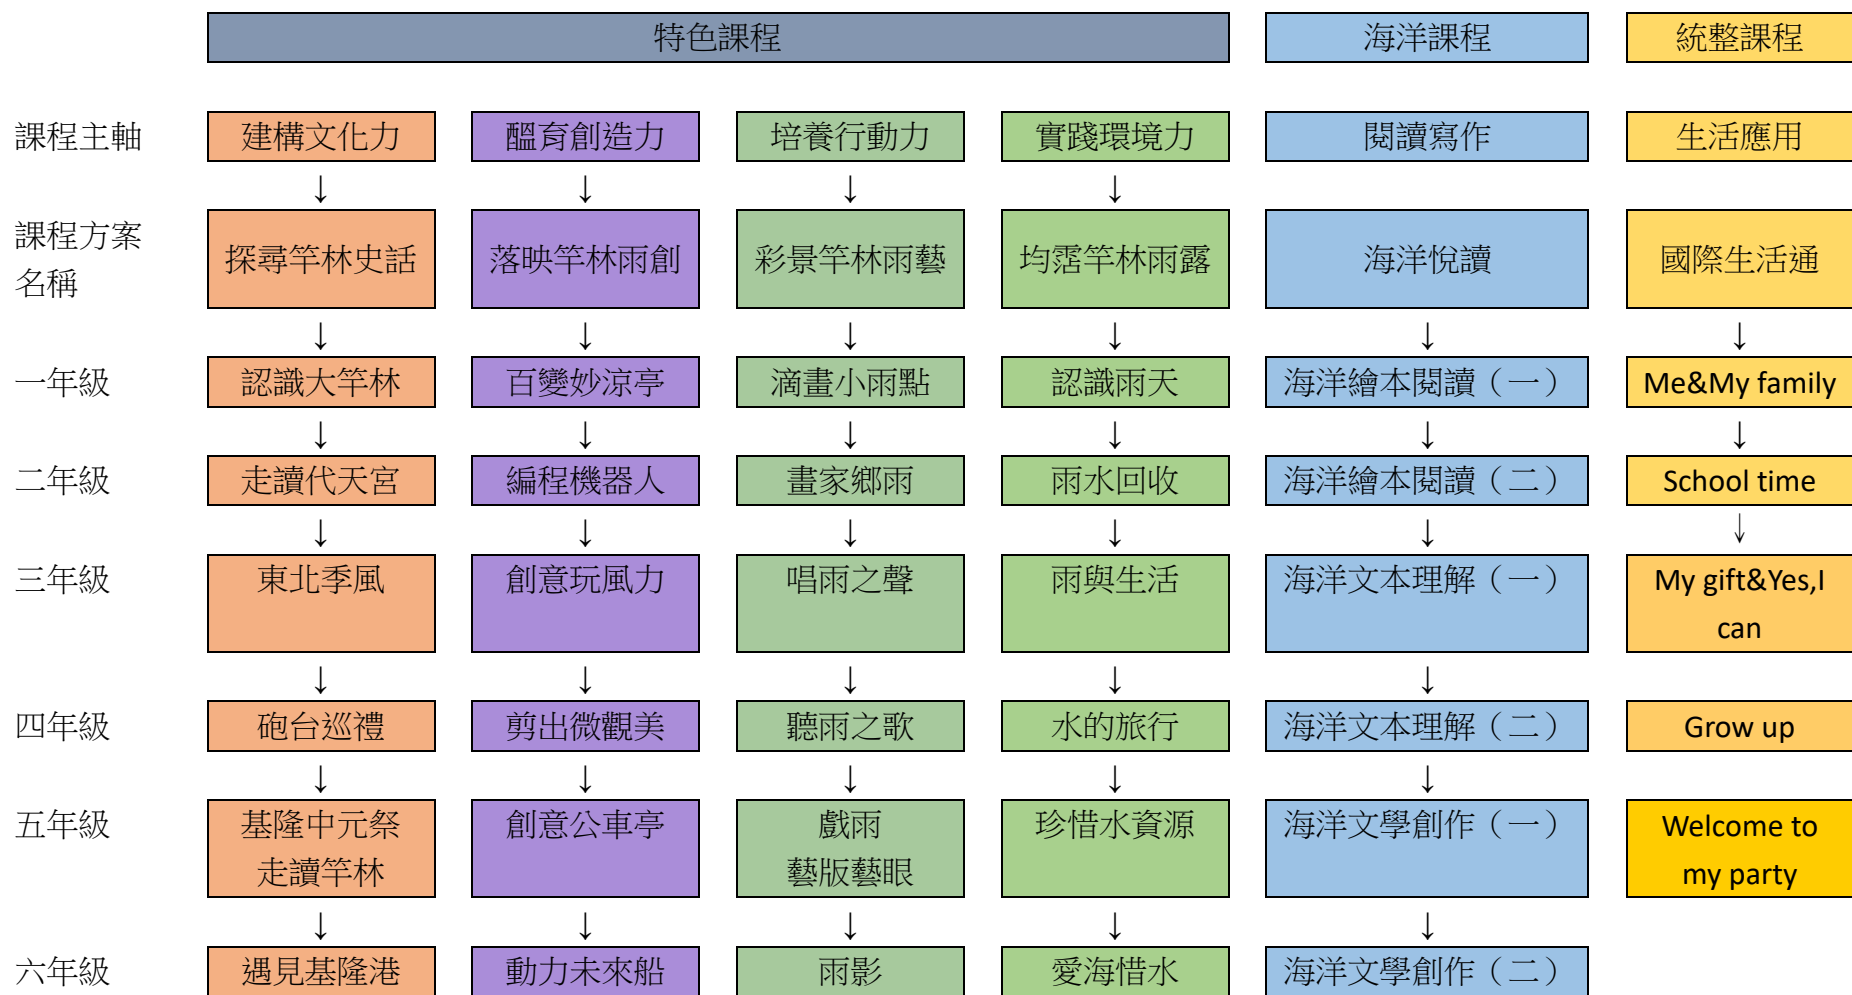 特色課程 海洋課程 統整課程
課程主軸 建構文化力 醞育創造力 培養行動力 實踐環境力 閱讀寫作 生活應用
↓ ↓ ↓ ↓
課程方案
名稱
探尋竿林史話 落映竿林雨創 彩景竿林雨藝 均霑竿林雨露 海洋悅讀 國際生活通
↓ ↓ ↓ ↓ ↓ ↓
一年級 認識大竿林 百變妙涼亭 滴畫小雨點 認識雨天 海洋繪本閱讀（一） Me&My family
↓ ↓ ↓ ↓ ↓ ↓
二年級 走讀代天宮 編程機器人 畫家鄉雨 雨水回收 海洋繪本閱讀（二） School time
↓ ↓ ↓ ↓ ↓ ↓
三年級 東北季風 創意玩風力 唱雨之聲 雨與生活 海洋文本理解（一） My gift&Yes,I
can
↓ ↓ ↓ ↓ ↓
四年級 砲台巡禮 剪出微觀美 聽雨之歌 水的旅行 海洋文本理解（二） Grow up
↓ ↓ ↓ ↓ ↓
五年級 基隆中元祭 創意公車亭 戲雨 珍惜水資源 海洋文學創作（一） Welcome to
走讀竿林 藝版藝眼 my party
↓ ↓ ↓ ↓ ↓
六年級 遇見基隆港 動力未來船 雨影 愛海惜水 海洋文學創作（二）